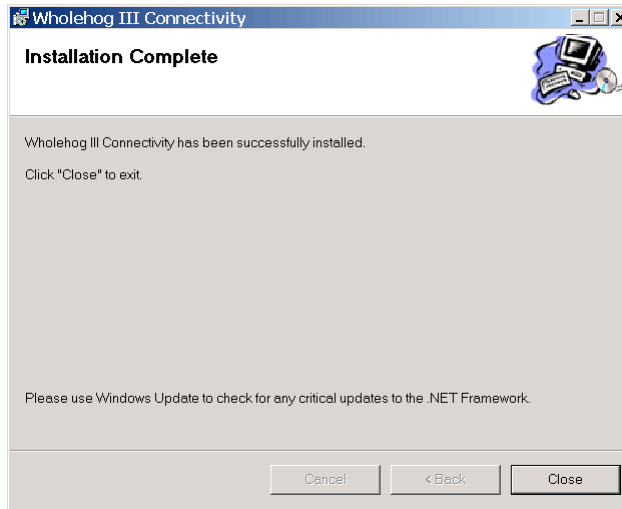 Wholehog III Connectivity
Installation Complete
Wholehog III Connectivity has been successfully installed.
Click "Close" to exit.
Please use Windows Update to check for any critical updates to the .NET Framework.
Cancel
< Back
Close